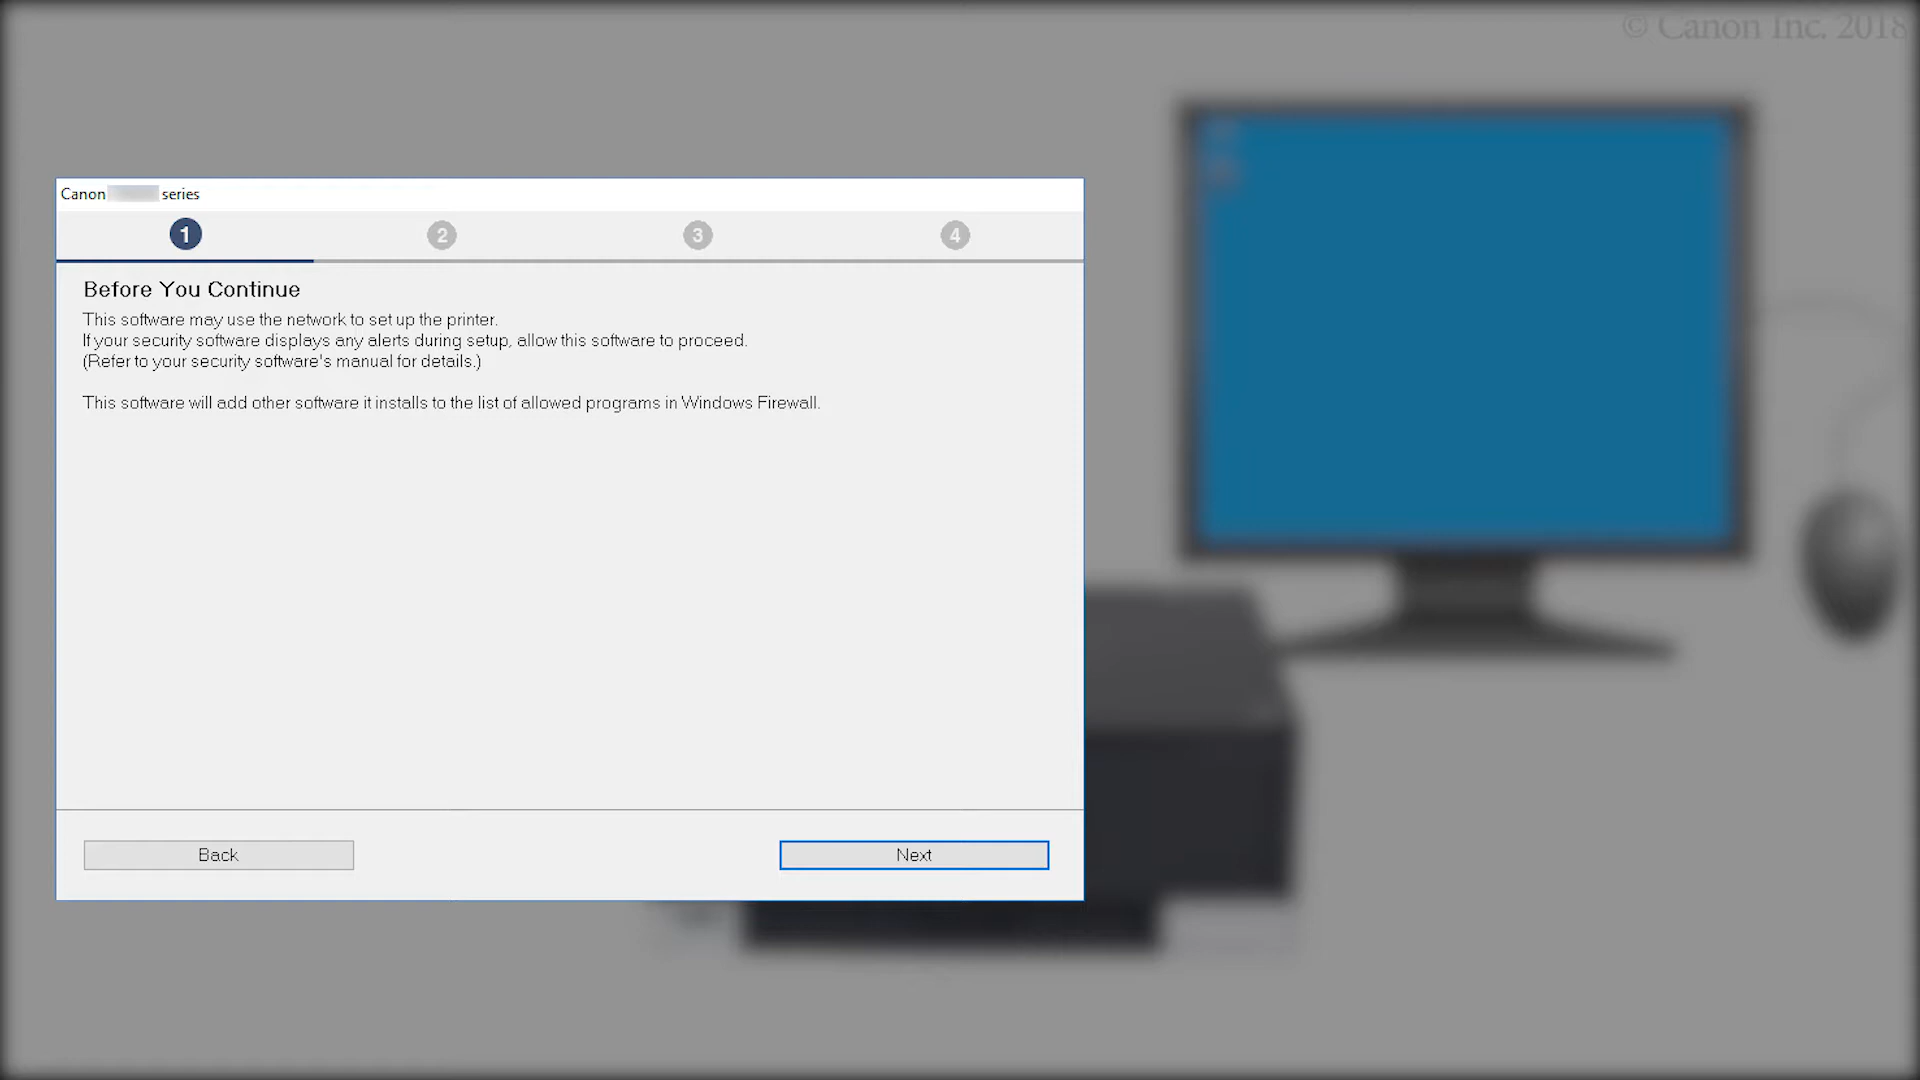 © Canon Inc. 2018
Canon series
1
2
3
4
Before You Continue
This software may use the network to set up the printer.
If your security software displays any alerts during setup, allow this software to proceed.
(Refer to your security software's manual for details.)
This software will add other software it installs to the list of allowed programs in Windows Firewall.
Back
Next